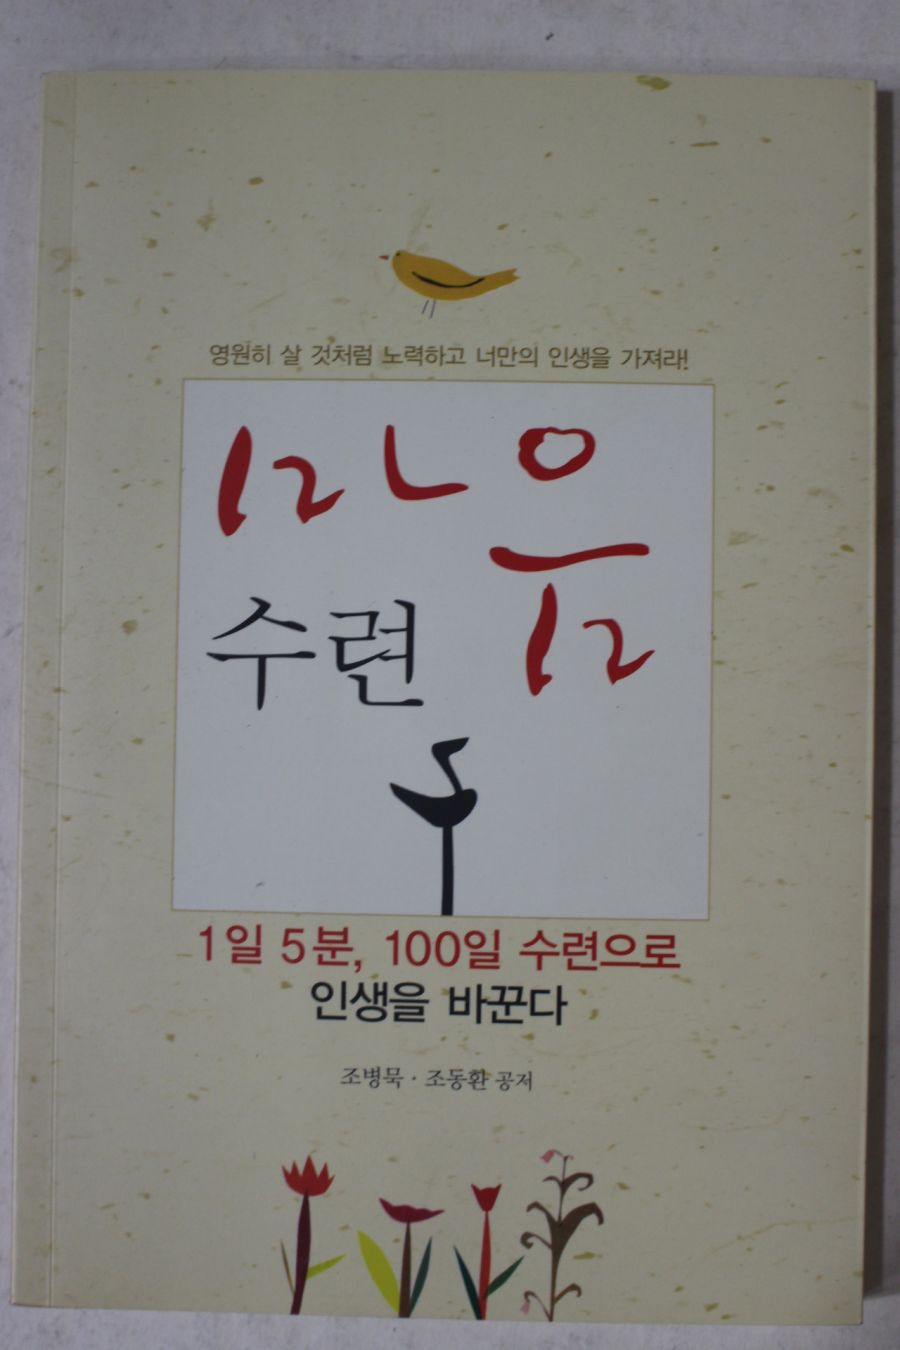 영원히 살 것처럼 노력하고 너만의 인생을 가져라!
마음
수련
1일 5분, 100일 수련으로
인생을 바꾼다
조병묵 · 조동환 공저